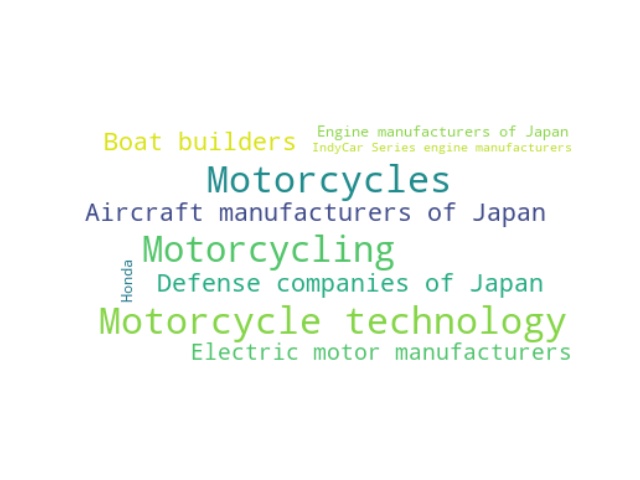 Boat builders
Engine manufacturers of Japan
IndyCar Series engine manufacturers
Motorcycles
Aircraft manufacturers of Japan
Motorcycling
Honda
Defense companies of Japan
Motorcycle technology
Electric motor manufacturers